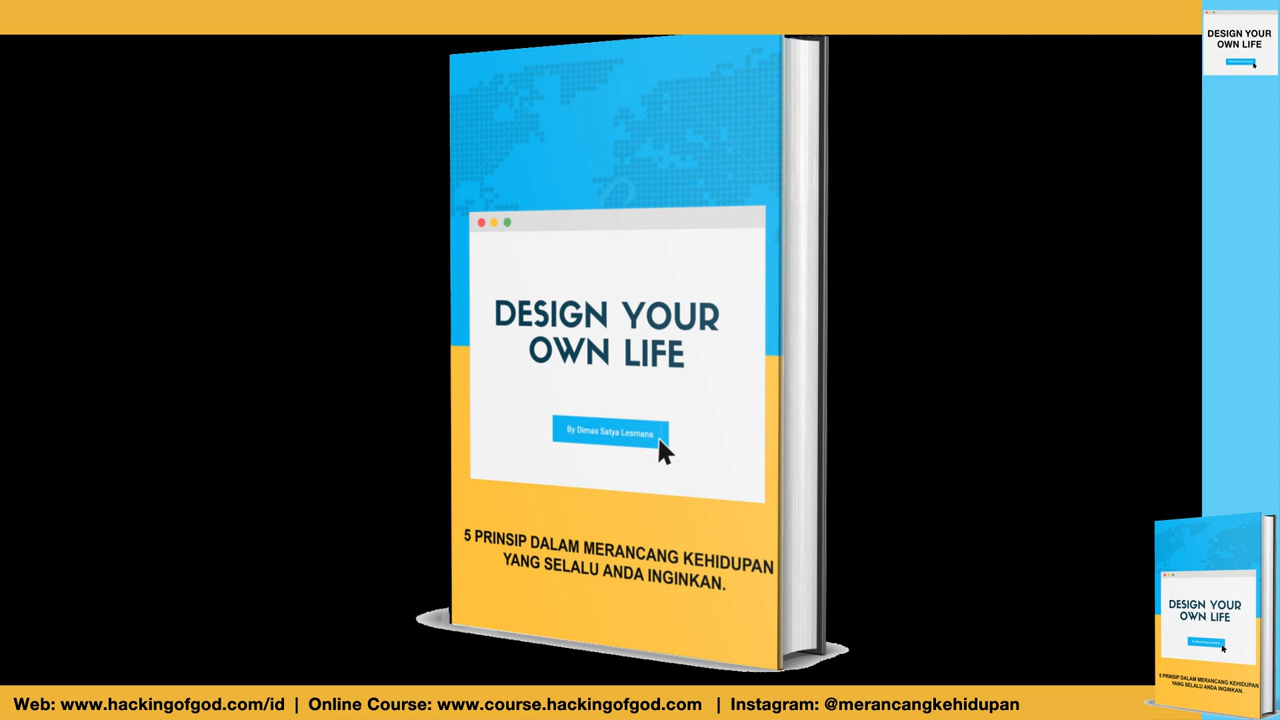 DESIGN YOUR
OWN LIFE
By Dimas Satya Lesmana
5 PRINSIP DALAM MERANCANG KEHIDUPAN
YANG SELALU ANDA INGINKAN.
DESIGN YOUR
OWN LIFE
DESIGN YOUR
OWN LIFE
5 PRINSIP DALAM MERANCANG KEHIDUPAN
YANG SELALU ANDA INGINKAN.
Web: www.hackingofgod.com/id | Online Course: www.course.hackingofgod.com | Instagram: @merancangkehidupan